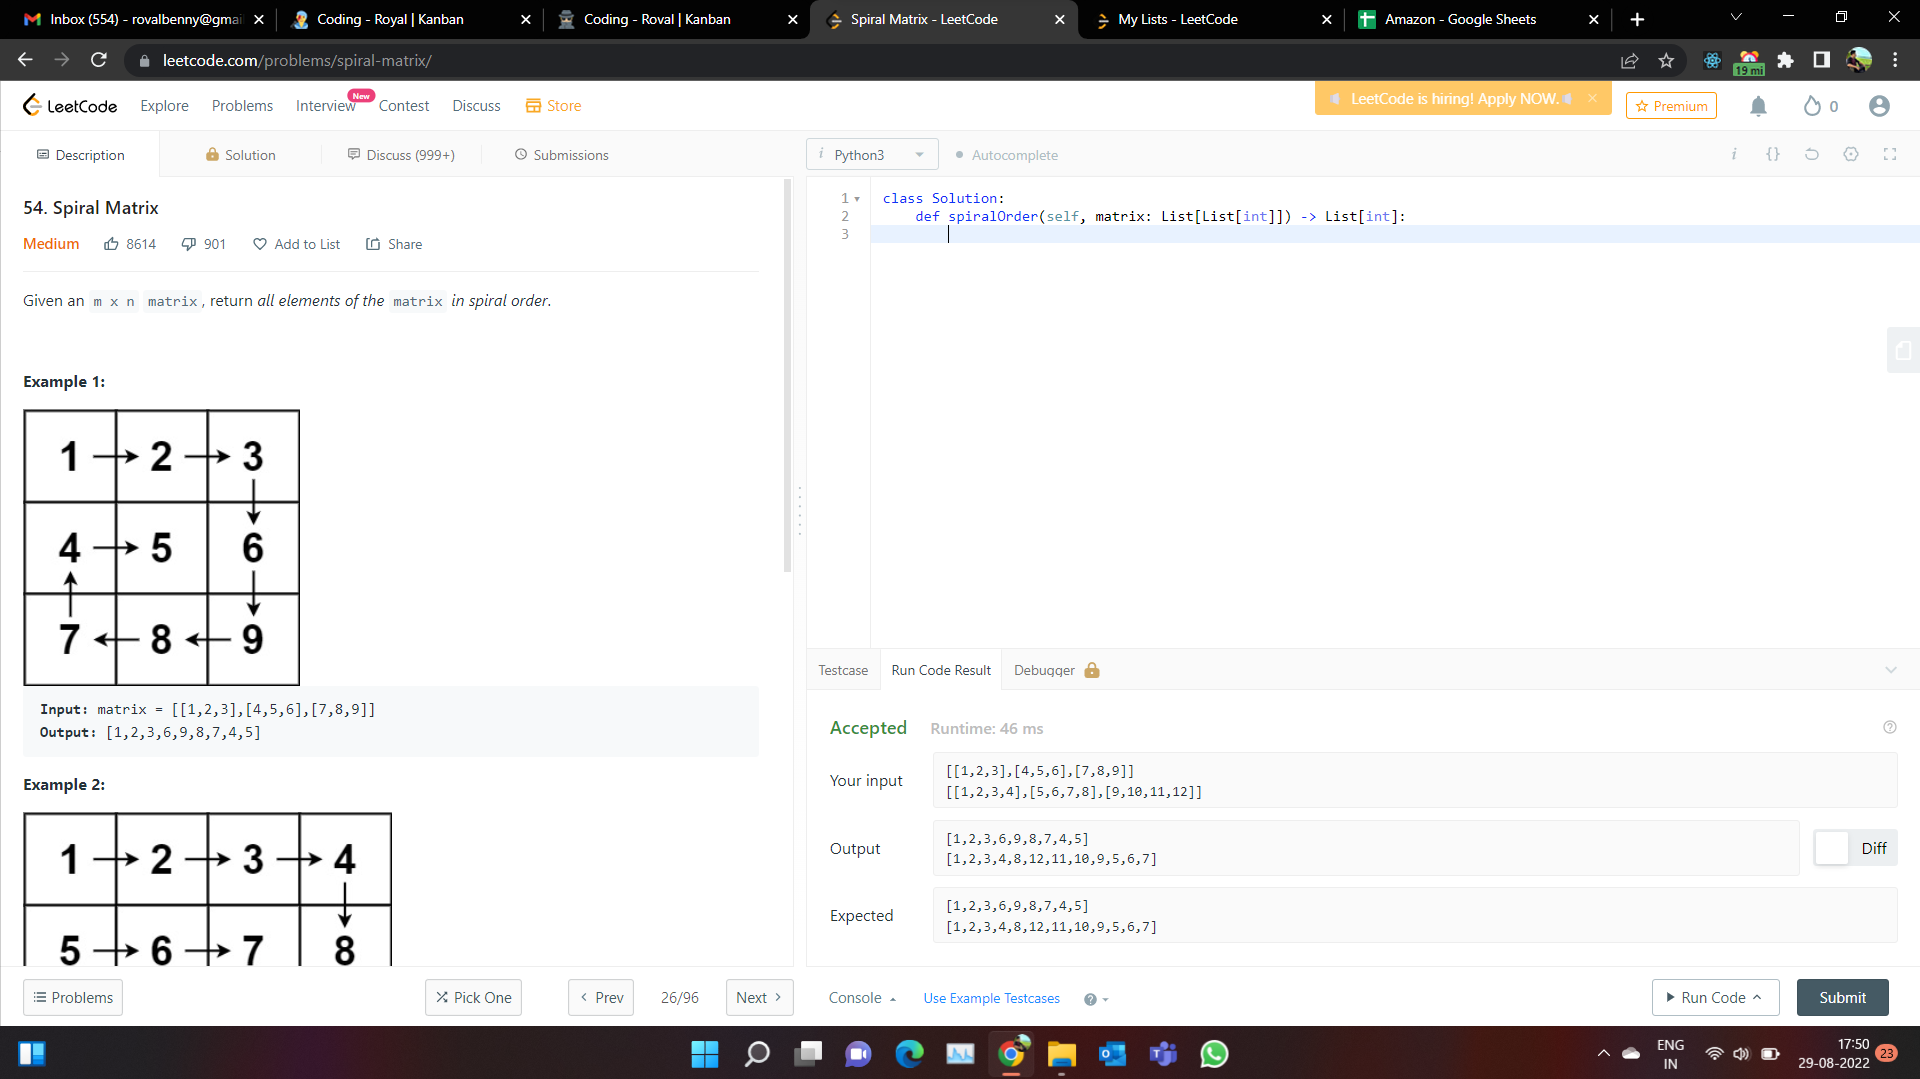 Inbox (554) - rovalbenny@gmai
Coding - Royal | Kanban
Coding - Roval | Kanban
Spiral Matrix - LeetCode
My Lists - LeetCode
Amazon - Google Sheets
leetcode.com/problems/spiral-matrix/
19 mi
LeetCode
Explore
Problems
Interview
New
Contest
Discuss
Store
LeetCode is hiring! Apply NOW.
Premium
0
Description
Solution
Discuss (999+)
Submissions
i Python3
Autocomplete
54. Spiral Matrix
Medium
8614
901
Add to List
Share
Given an m x n matrix, return all elements of the matrix in spiral order.
Example 1:
1 2 3
4 5 6
7 8 9
Input: matrix = [[1,2,3],[4,5,6],[7,8,9]]
Output: [1,2,3,6,9,8,7,4,5]
Example 2:
1 2 3 4
5 6 7 8
1 class Solution:
2 def spiralOrder(self, matrix: List[List[int]]) -> List[int]:
3
Testcase
Run Code Result
Debugger
Accepted
Runtime: 46 ms
Your input
[[1,2,3],[4,5,6],[7,8,9]]
[[1,2,3,4],[5,6,7,8],[9,10,11,12]]
Output
[1,2,3,6,9,8,7,4,5]
[1,2,3,4,8,12,11,10,9,5,6,7]
Diff
Expected
[1,2,3,6,9,8,7,4,5]
[1,2,3,4,8,12,11,10,9,5,6,7]
Problems
Pick One
Prev
26/96
Next
Console
Use Example Testcases
Run Code
Submit
ENG
IN
17:50
29-08-2022
23